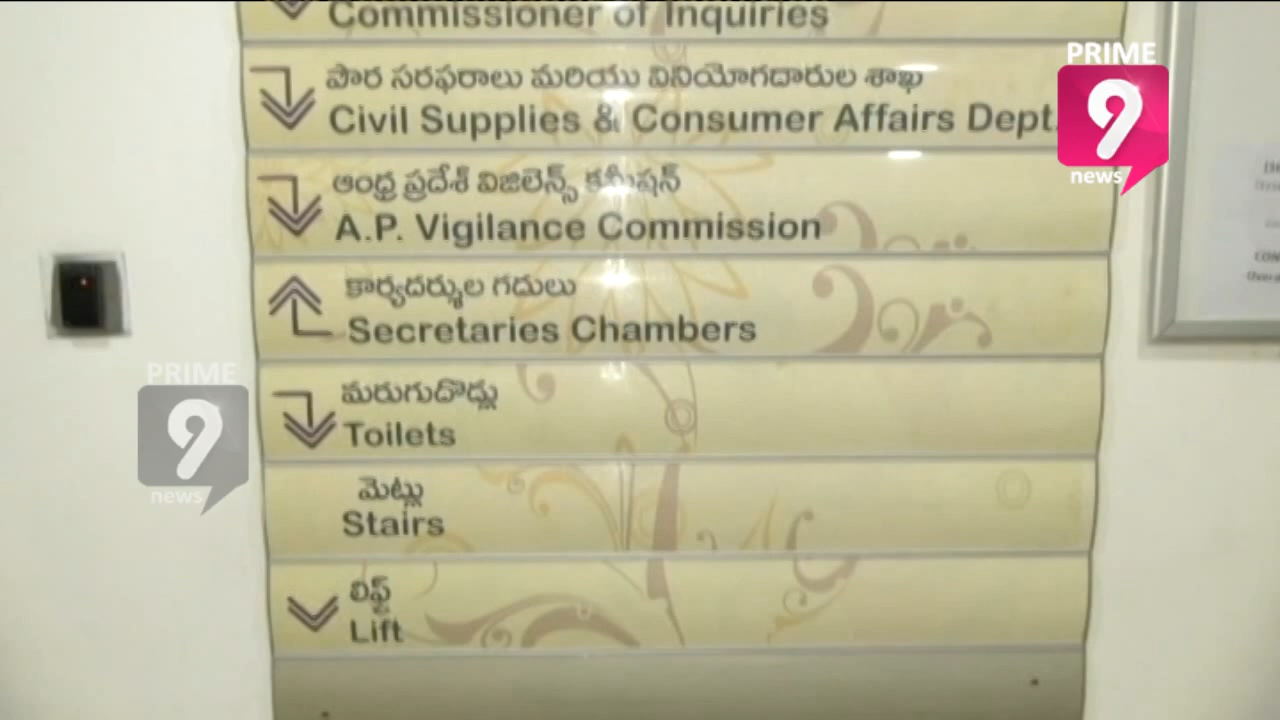 Commissioner of Inquiries
పౌర సరఫరాలు మరియు వినియోగదారుల శాఖ
Civil Supplies & Consumer Affairs Dept.
ఆంధ్ర ప్రదేశ్ విజిలెన్స్ కమీషన్
A.P. Vigilance Commission
కార్యదర్శుల గదులు
Secretaries Chambers
మరుగుదొడ్లు
Toilets
మెట్లు
Stairs
లిఫ్ట్
Lift
PRIME
9
news
PRIME
9
news